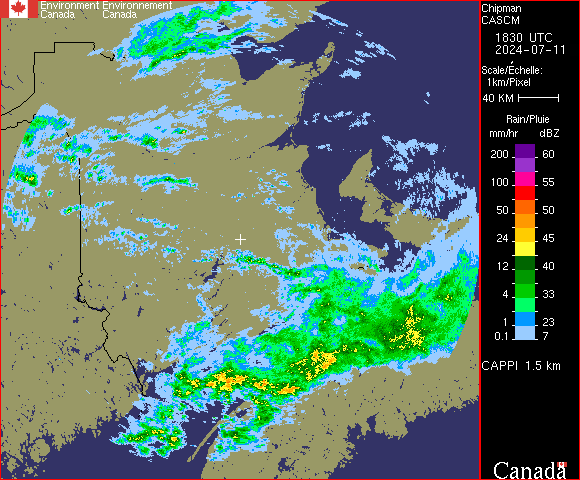 Environment Environnement
Canada Canada
Chipman
CASCM
1830 UTC
2024-07-11
Scale/Echelle:
1km/Pixel
40 KM
Rain/Pluie
mm/hr dBZ
200 60
100 55
50 50
24 45
12 40
4 33
1 23
0.1 7
CAPPI 1.5 km
Canada